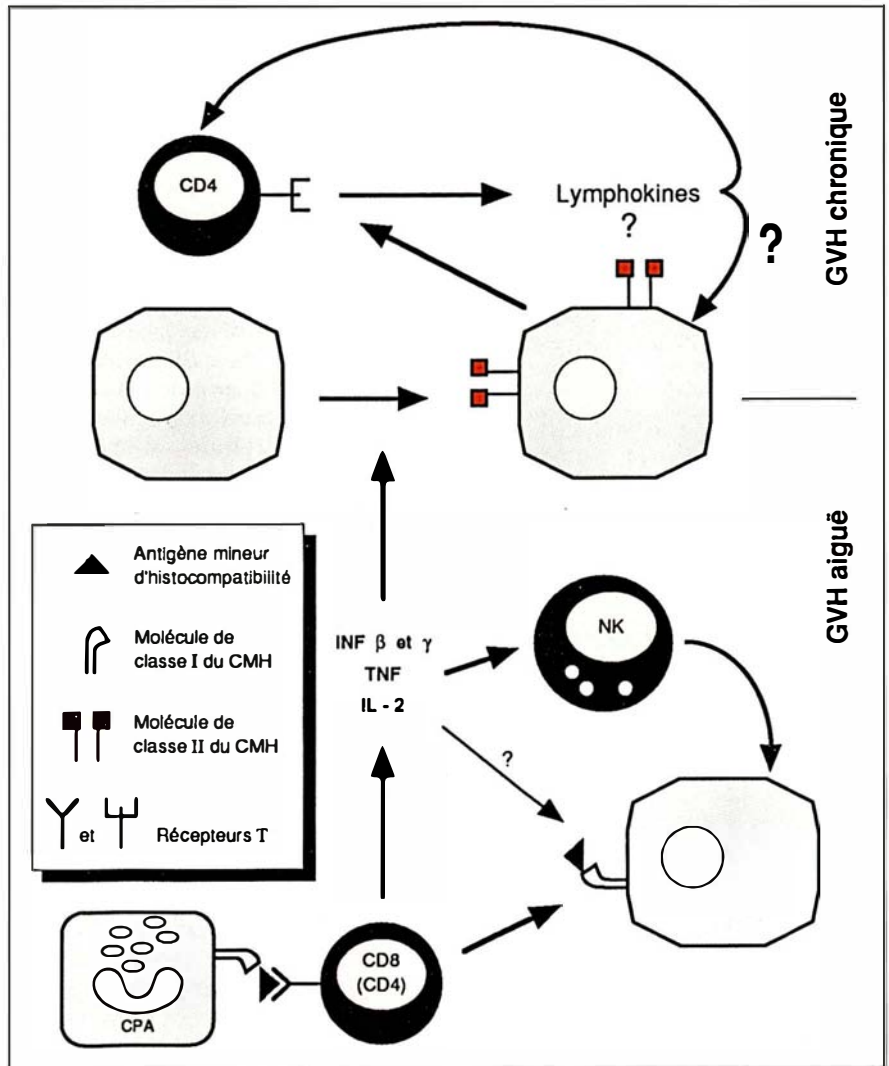 GVH chronique
CD4
Lymphokines
?
?
GVH aiguë
Antigène mineur
d'histocompatibilité
Molécule de
classe I du CMH
Molécule de
classe II du CMH
et
Récepteurs T
INF β et γ
TNF
IL - 2
NK
?
CPA
CD8
(CD4)